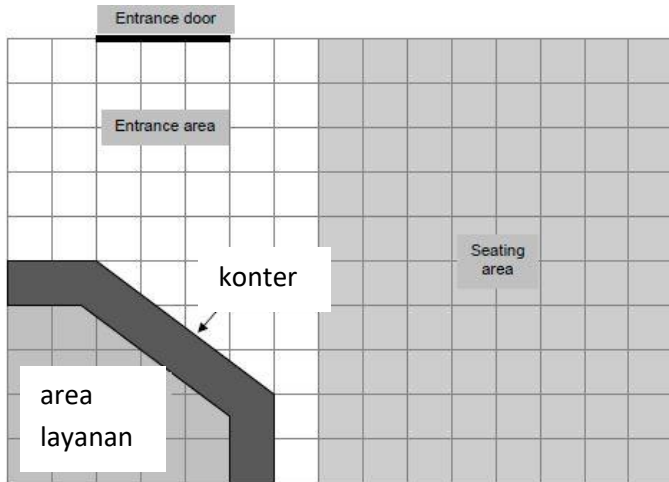 Entrance door
Entrance area
konter
Seating
area
area
layanan